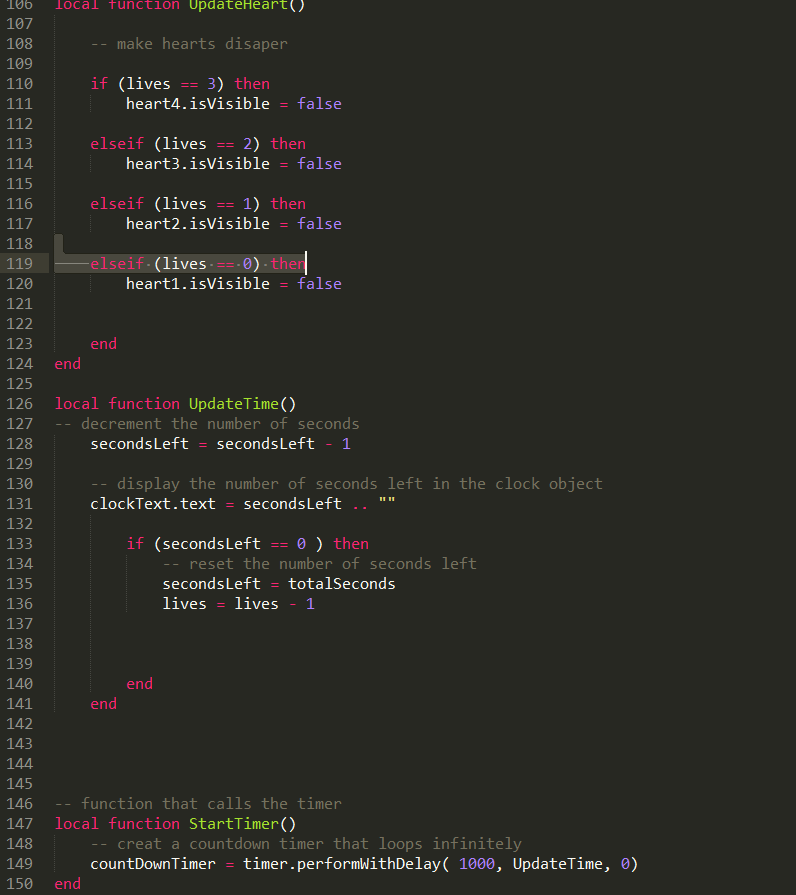 106 local function UpdateHeart()
107
108 -- make hearts disaper
109
110 if (lives == 3) then
111 heart4.isVisible = false
112
113 elseif (lives == 2) then
114 heart3.isVisible = false
115
116 elseif (lives == 1) then
117 heart2.isVisible = false
118
119 elseif (lives == 0) then
120 heart1.isVisible = false
121
122
123 end
124 end
125
126 local function UpdateTime()
127 -- decrement the number of seconds
128 secondsLeft = secondsLeft - 1
129
130 -- display the number of seconds left in the clock object
131 clockText.text = secondsLeft .. ""
132
133 if (secondsLeft == 0 ) then
134 -- reset the number of seconds left
135 secondsLeft = totalSeconds
136 lives = lives - 1
137
138
139
140 end
141 end
142
143
144
145
146 -- function that calls the timer
147 local function StartTimer()
148 -- creat a countdown timer that loops infinitely
149 countDownTimer = timer.performWithDelay( 1000, UpdateTime, 0)
150 end